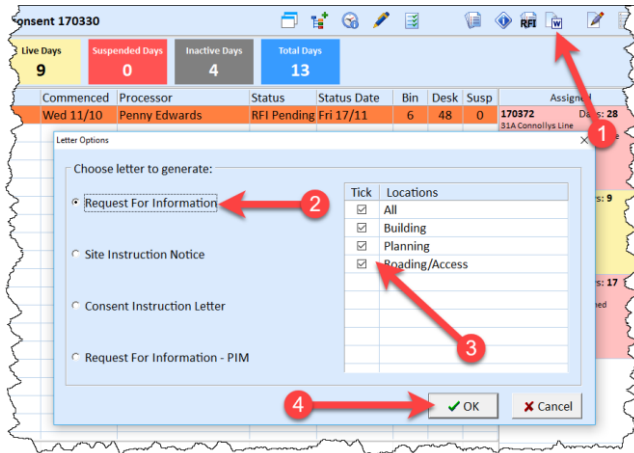 onsent 170330
RFI
Live Days
9
Suspended Days
0
Inactive Days
4
Total Days
13
Commenced Processor Status Status Date Bin Desk Susp Assigned
Wed 11/10 Penny Edwards RFI Pending Fri 17/11 6 48 0
170372 Days: 28
31A Connollys Line
1
Letter Options
Choose letter to generate:
Request For Information
2
Site Instruction Notice
Consent Instruction Letter
Request For Information - PIM
Tick Locations
All
Building
Planning
Roading/Access
3
s: 9
s: 17
4
OK
Cancel